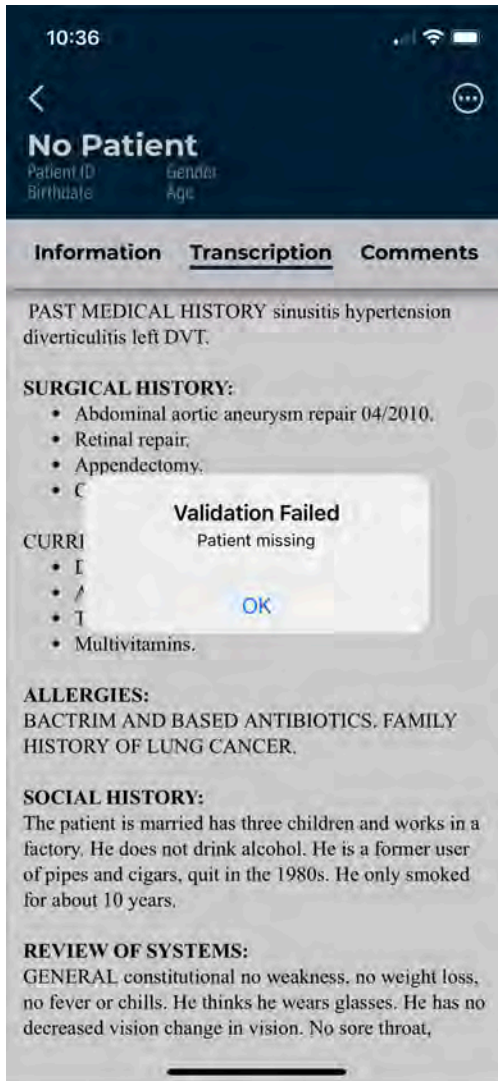 10:36
No Patient
Patient ID Gender
Birthdate Age
Information Transcription Comments
PAST MEDICAL HISTORY sinusitis hypertension
diverticulitis left DVT.
SURGICAL HISTORY:
• Abdominal aortic aneurysm repair 04/2010.
• Retinal repair.
• Appendectomy.
Validation Failed
CURRI
Patient missing
OK
• Multivitamins.
ALLERGIES:
BACTRIM AND BASED ANTIBIOTICS. FAMILY
HISTORY OF LUNG CANCER.
SOCIAL HISTORY:
The patient is married has three children and works in a
factory. He does not drink alcohol. He is a former user
of pipes and cigars, quit in the 1980s. He only smoked
for about 10 years.
REVIEW OF SYSTEMS:
GENERAL constitutional no weakness, no weight loss,
no fever or chills. He thinks he wears glasses. He has no
decreased vision change in vision. No sore throat,